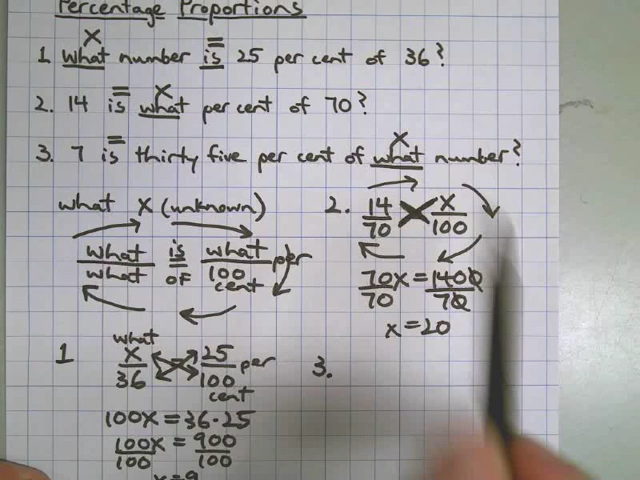 Percentage Proportions
x =
1 what number is 25 per cent of 36?
= x
2. 14 is what per cent of 70?
= x
3. 7 is thirty five per cent of what number?
what x (unknown)
what is what per
what OF 100 cent
1 what
x 25 per
36 100 cent
100x = 36·25
100x = 900
100 100
x=9
2. 14 x
70 100
70x = 1400
70 70
x = 20
3.